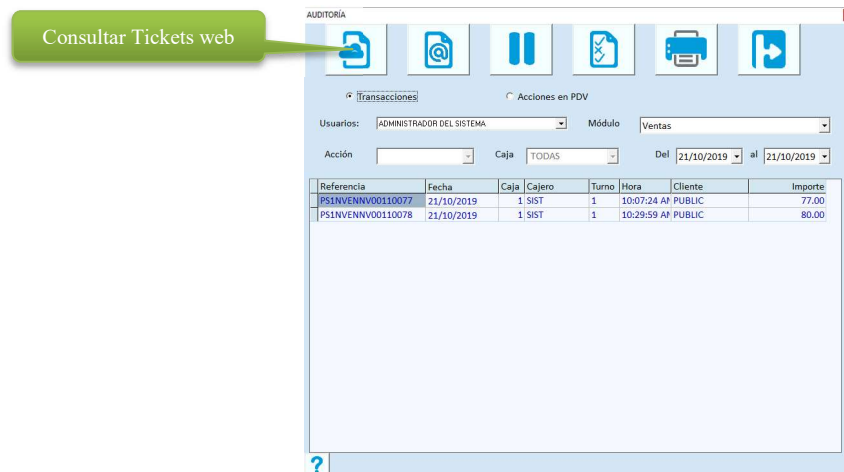 AUDITORÍA
Consultar Tickets web
Transacciones Acciones en PDV
Usuarios: ADMINISTRADOR DEL SISTEMA Módulo Ventas
Acción Caja TODAS Del 21/10/2019 al 21/10/2019
Referencia Fecha Caja Cajero Turno Hora Cliente Importe
PS1NVENNV00110077 21/10/2019 1 SIST 1 10:07:24 AM PUBLIC 77.00
PS1NVENNV00110078 21/10/2019 1 SIST 1 10:29:59 AM PUBLIC 80.00
?